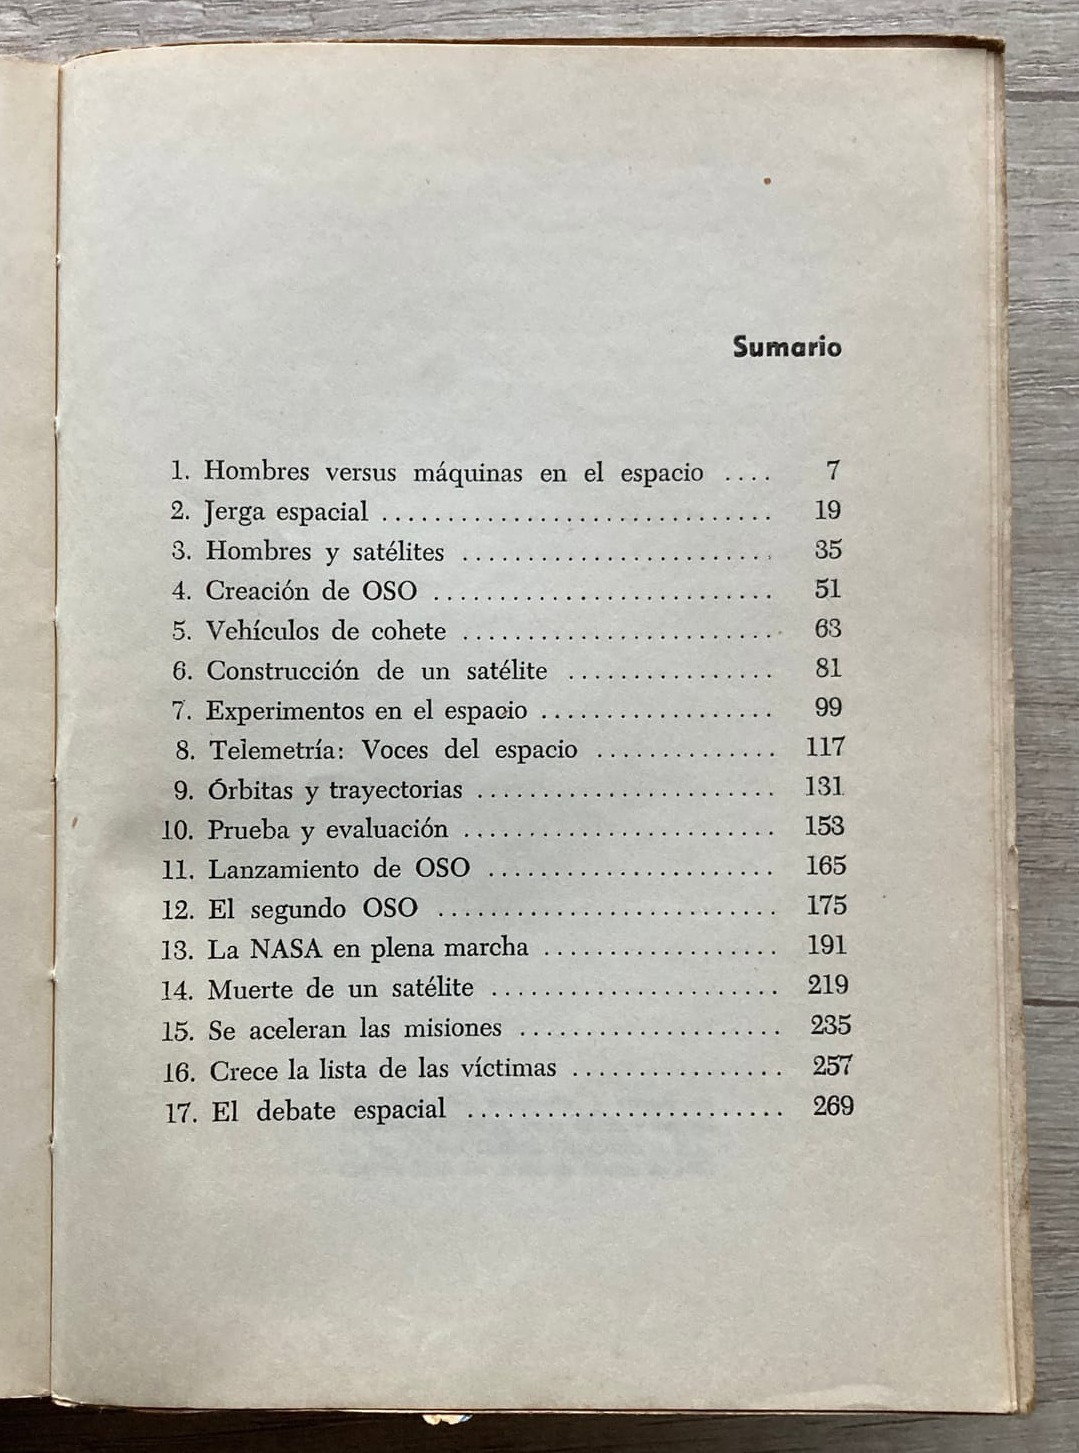 Sumario
1. Hombres versus máquinas en el espacio .... 7
2. Jerga espacial .............................. 19
3. Hombres y satélites ........................ 35
4. Creación de OSO .......................... 51
5. Vehículos de cohete ........................ 63
6. Construcción de un satélite ................ 81
7. Experimentos en el espacio .................. 99
8. Telemetría: Voces del espacio .............. 117
9. Órbitas y trayectorias ....................... 131
10. Prueba y evaluación ........................ 153
11. Lanzamiento de OSO ...................... 165
12. El segundo OSO .......................... 175
13. La NASA en plena marcha .................. 191
14. Muerte de un satélite ...................... 219
15. Se aceleran las misiones .................... 235
16. Crece la lista de las víctimas ................ 257
17. El debate espacial ........................ 269